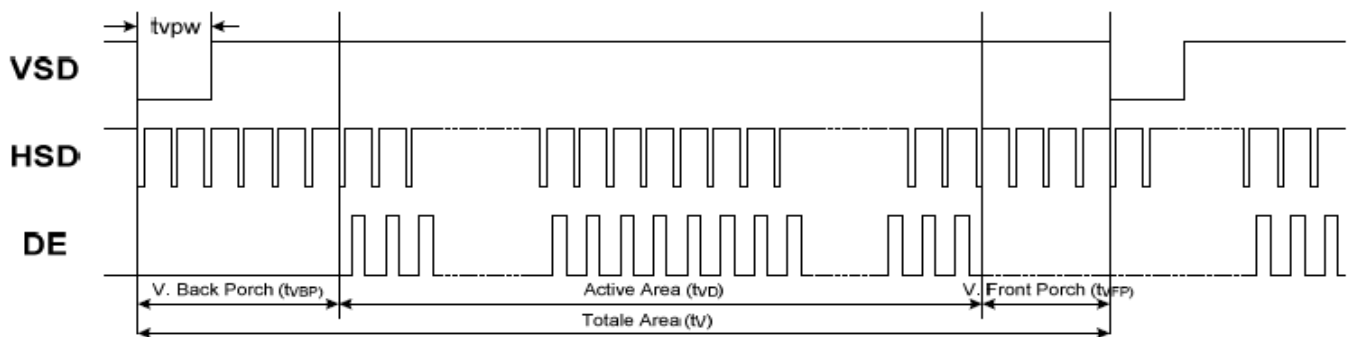 tvpw
VSD
HSD
DE
V. Back Porch (tVBP) Active Area (tVD) V. Front Porch (tVFP)
Totale Area (tV)